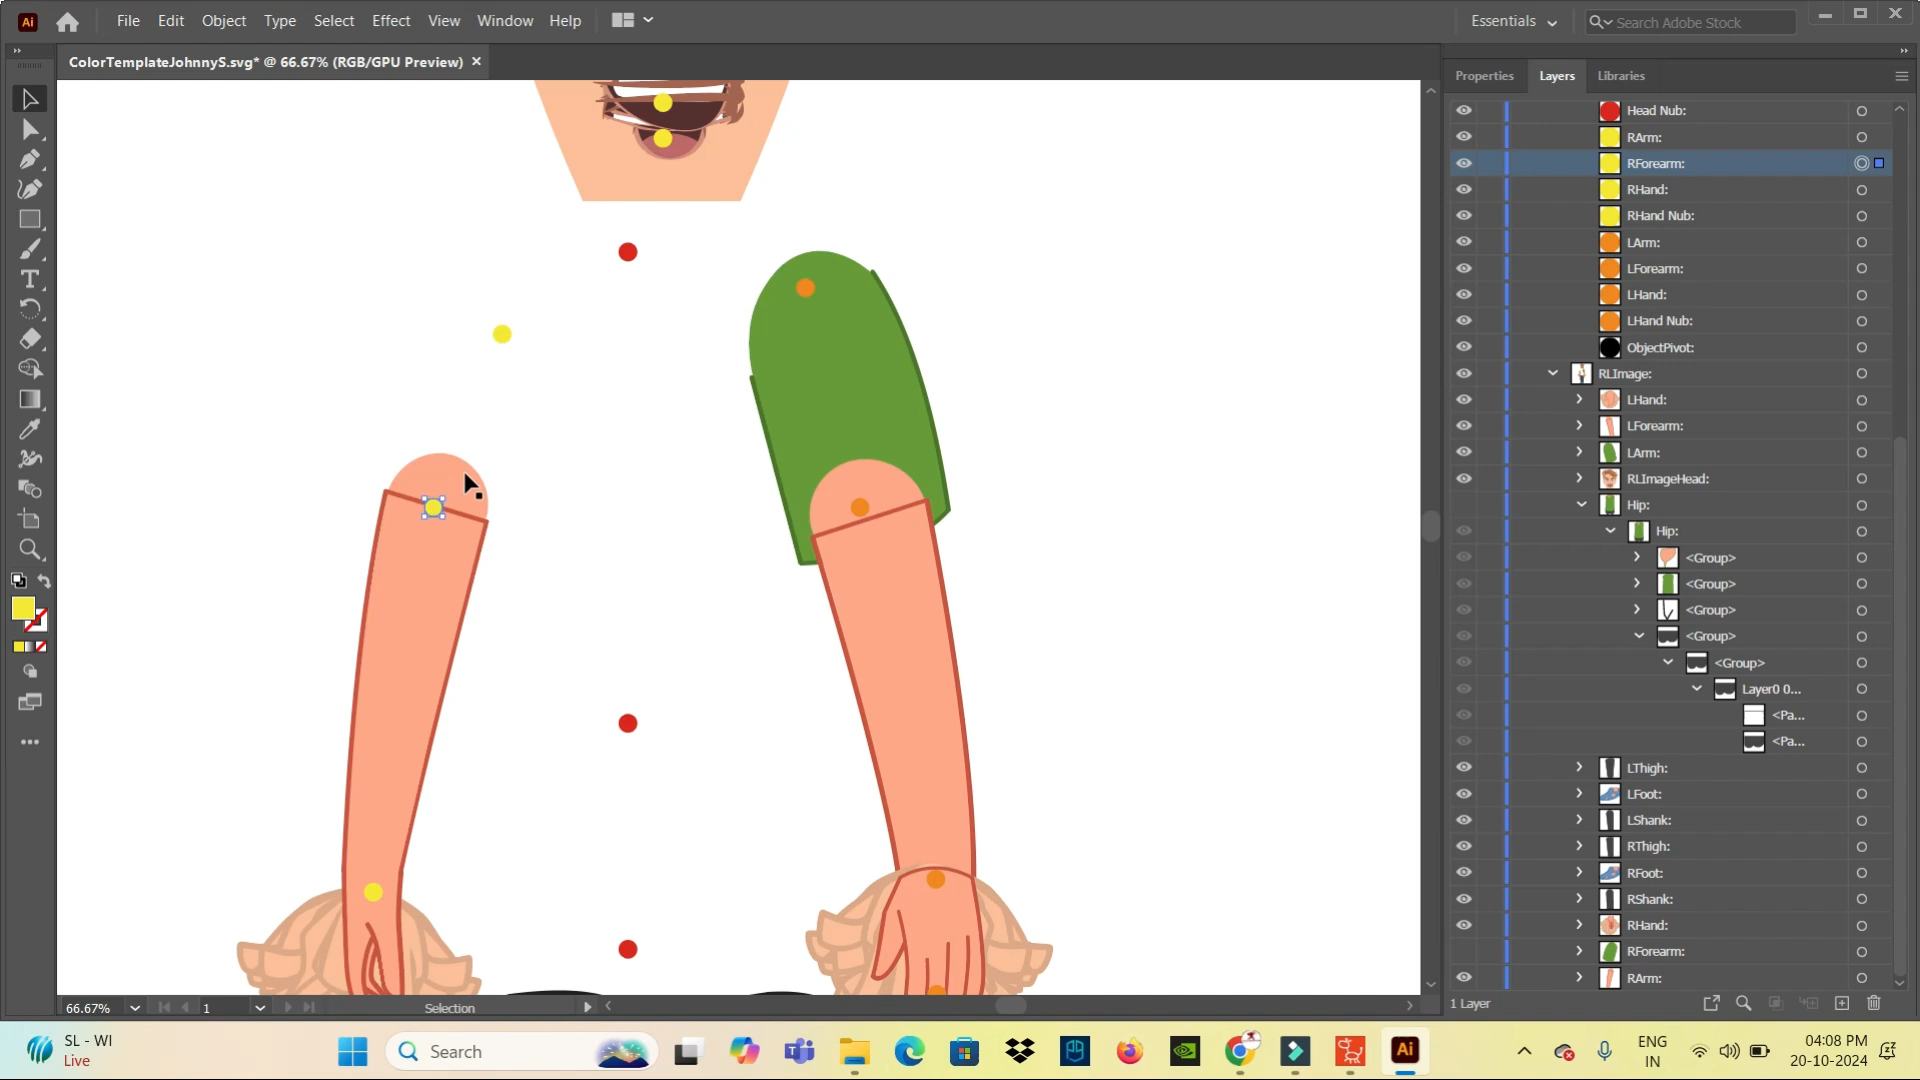 Ai
File Edit Object Type Select Effect View Window Help
Essentials
Search Adobe Stock
ColorTemplateJohnnyS.svg* @ 66.67% (RGB/GPU Preview)
Properties Layers Libraries
Head Nub:
RArm:
RForearm:
RHand:
RHand Nub:
LArm:
LForearm:
LHand:
LHand Nub:
ObjectPivot:
RLImage:
LHand:
LForearm:
LArm:
RLImageHead:
Hip:
Hip:
<Group>
<Group>
<Group>
<Group>
<Group>
Layer0 0...
<Pa...
<Pa...
LThigh:
LFoot:
LShank:
RThigh:
RFoot:
RShank:
RHand:
RForearm:
RArm:
66.67% 1 Selection
1 Layer
SL - WI
Live
Search
Ai
ENG
IN
04:08 PM
20-10-2024